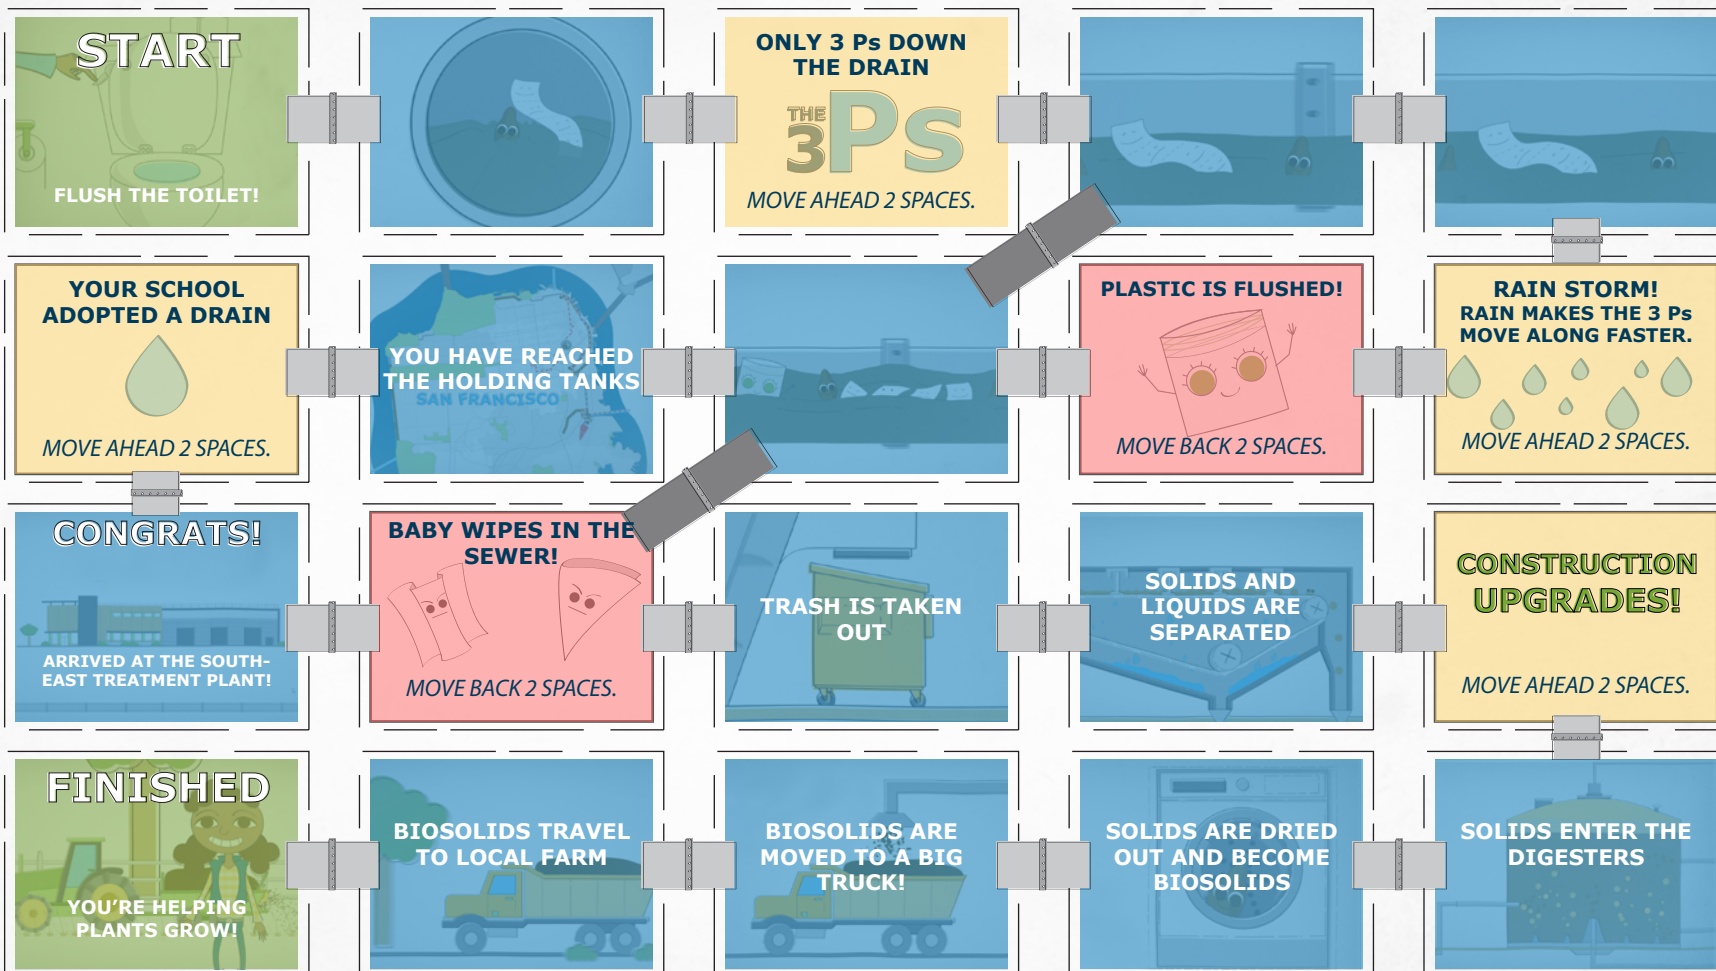 START
FLUSH THE TOILET!
ONLY 3 Ps DOWN
THE DRAIN
THE
3Ps
MOVE AHEAD 2 SPACES.
YOUR SCHOOL
ADOPTED A DRAIN
MOVE AHEAD 2 SPACES.
YOU HAVE REACHED
THE HOLDING TANKS
SAN FRANCISCO
PLASTIC IS FLUSHED!
MOVE BACK 2 SPACES.
RAIN STORM!
RAIN MAKES THE 3 Ps
MOVE ALONG FASTER.
MOVE AHEAD 2 SPACES.
CONGRATS!
ARRIVED AT THE SOUTH-
EAST TREATMENT PLANT!
BABY WIPES IN THE
SEWER!
MOVE BACK 2 SPACES.
TRASH IS TAKEN
OUT
SOLIDS AND
LIQUIDS ARE
SEPARATED
CONSTRUCTION
UPGRADES!
MOVE AHEAD 2 SPACES.
FINISHED
YOU'RE HELPING
PLANTS GROW!
BIOSOLIDS TRAVEL
TO LOCAL FARM
BIOSOLIDS ARE
MOVED TO A BIG
TRUCK!
SOLIDS ARE DRIED
OUT AND BECOME
BIOSOLIDS
SOLIDS ENTER THE
DIGESTERS